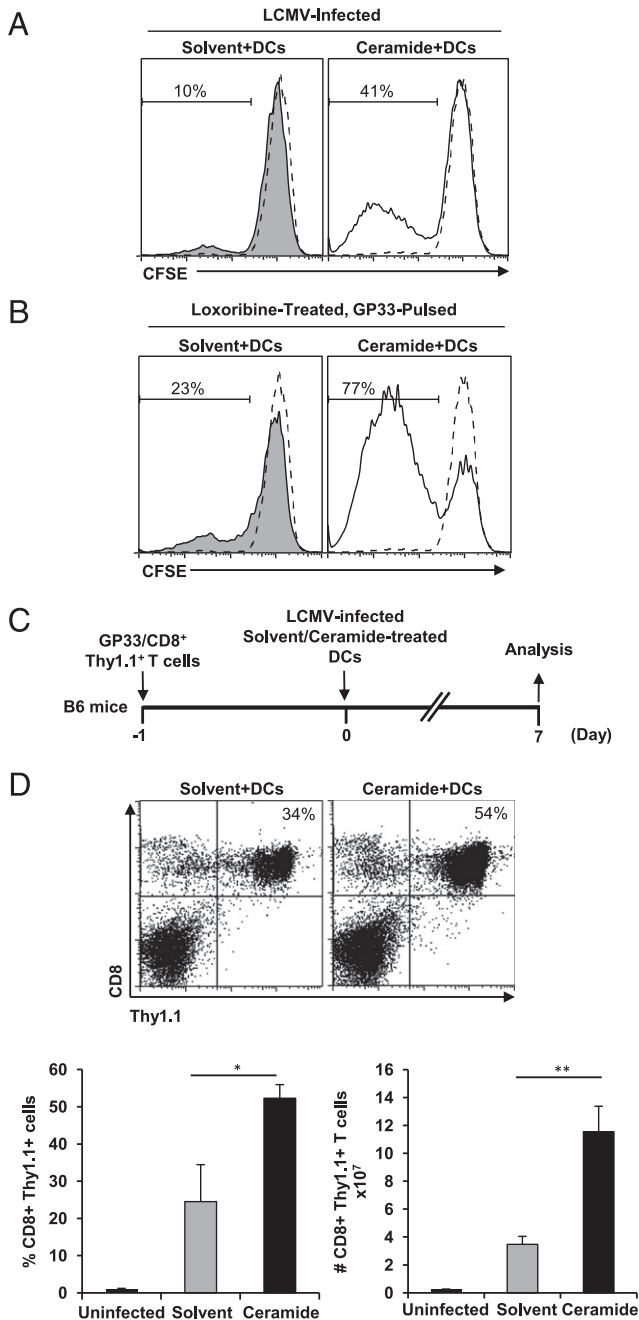 A
LCMV-Infected
Solvent+DCs Ceramide+DCs
10% 41%
CFSE
B
Loxoribine-Treated, GP33-Pulsed
Solvent+DCs Ceramide+DCs
23% 77%
CFSE
C
LCMV-infected
Solvent/Ceramide-treated
DCs
GP33/CD8+
Thy1.1+ T cells
Analysis
B6 mice
-1 0 7 (Day)
D
Solvent+DCs Ceramide+DCs
34% 54%
CD8
Thy1.1
% CD8+ Thy1.1+ cells
60
50
40
30
20
10
0
*
Uninfected Solvent Ceramide
# CD8+ Thy1.1+ T cells
x10⁷
16
14
12
10
8
6
4
2
0
**
Uninfected Solvent Ceramide